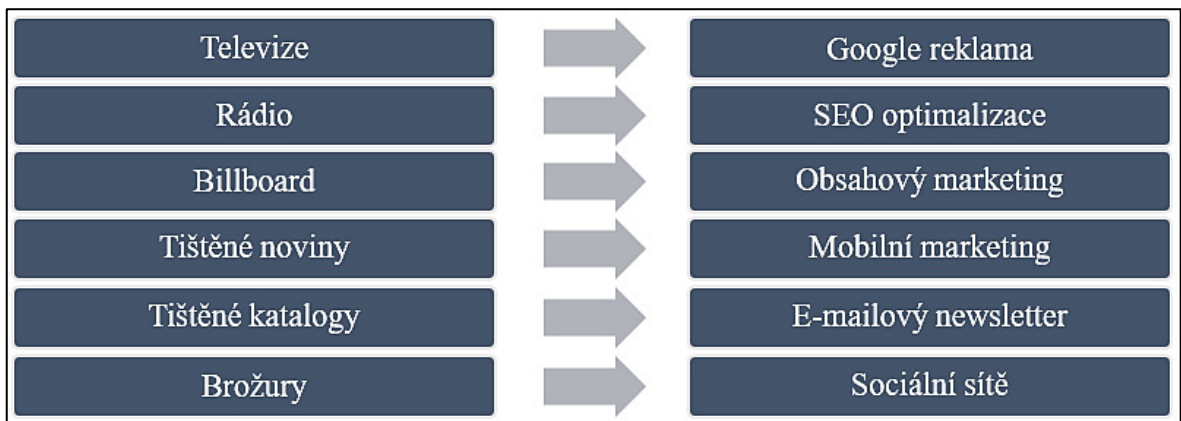 Televize
Google reklama
Rádio
SEO optimalizace
Billboard
Obsahový marketing
Tištěné noviny
Mobilní marketing
Tištěné katalogy
E-mailový newsletter
Brožury
Sociální sítě